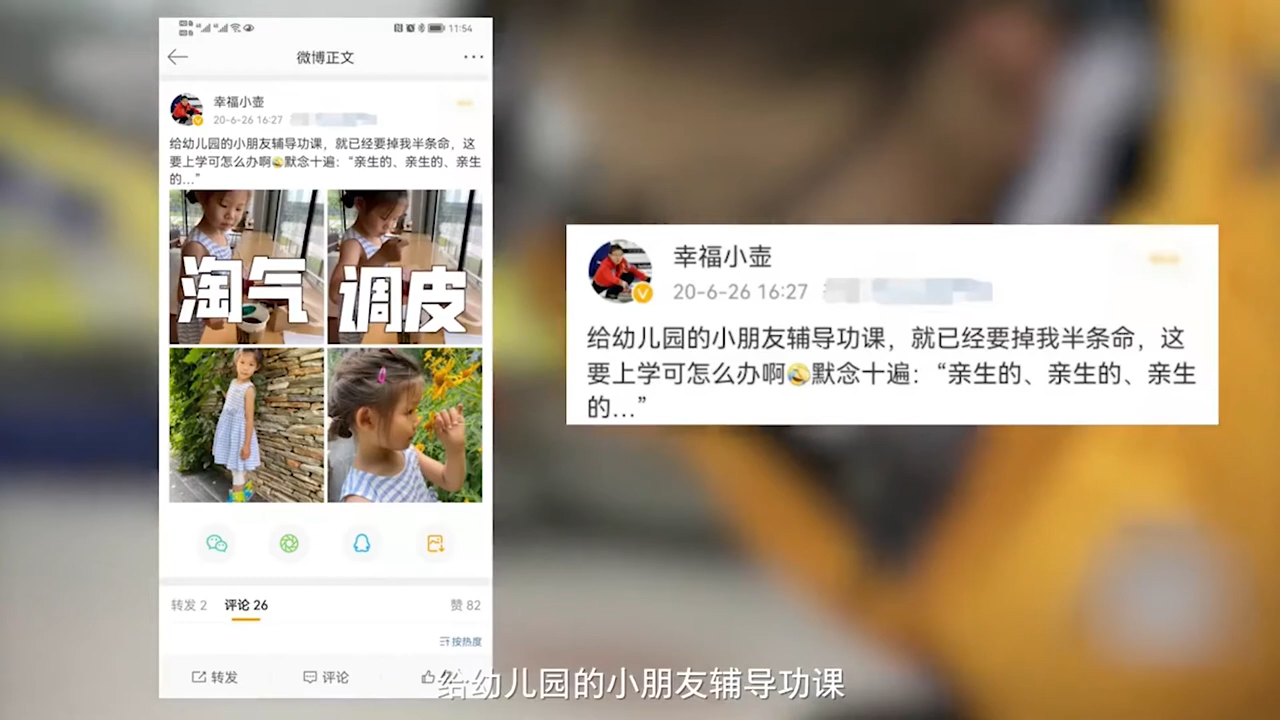 11:54
微博正文
幸福小壶
20-6-26 16:27
给幼儿园的小朋友辅导功课，就已经要掉我半条命，这
要上学可怎么办啊🤣默念十遍：“亲生的、亲生的、亲生
的...”
淘气
调皮
转发 2 评论 26 赞 82
按热度
转发 评论
幸福小壶
20-6-26 16:27
给幼儿园的小朋友辅导功课，就已经要掉我半条命，这
要上学可怎么办啊🤣默念十遍：“亲生的、亲生的、亲生
的...”
给幼儿园的小朋友辅导功课